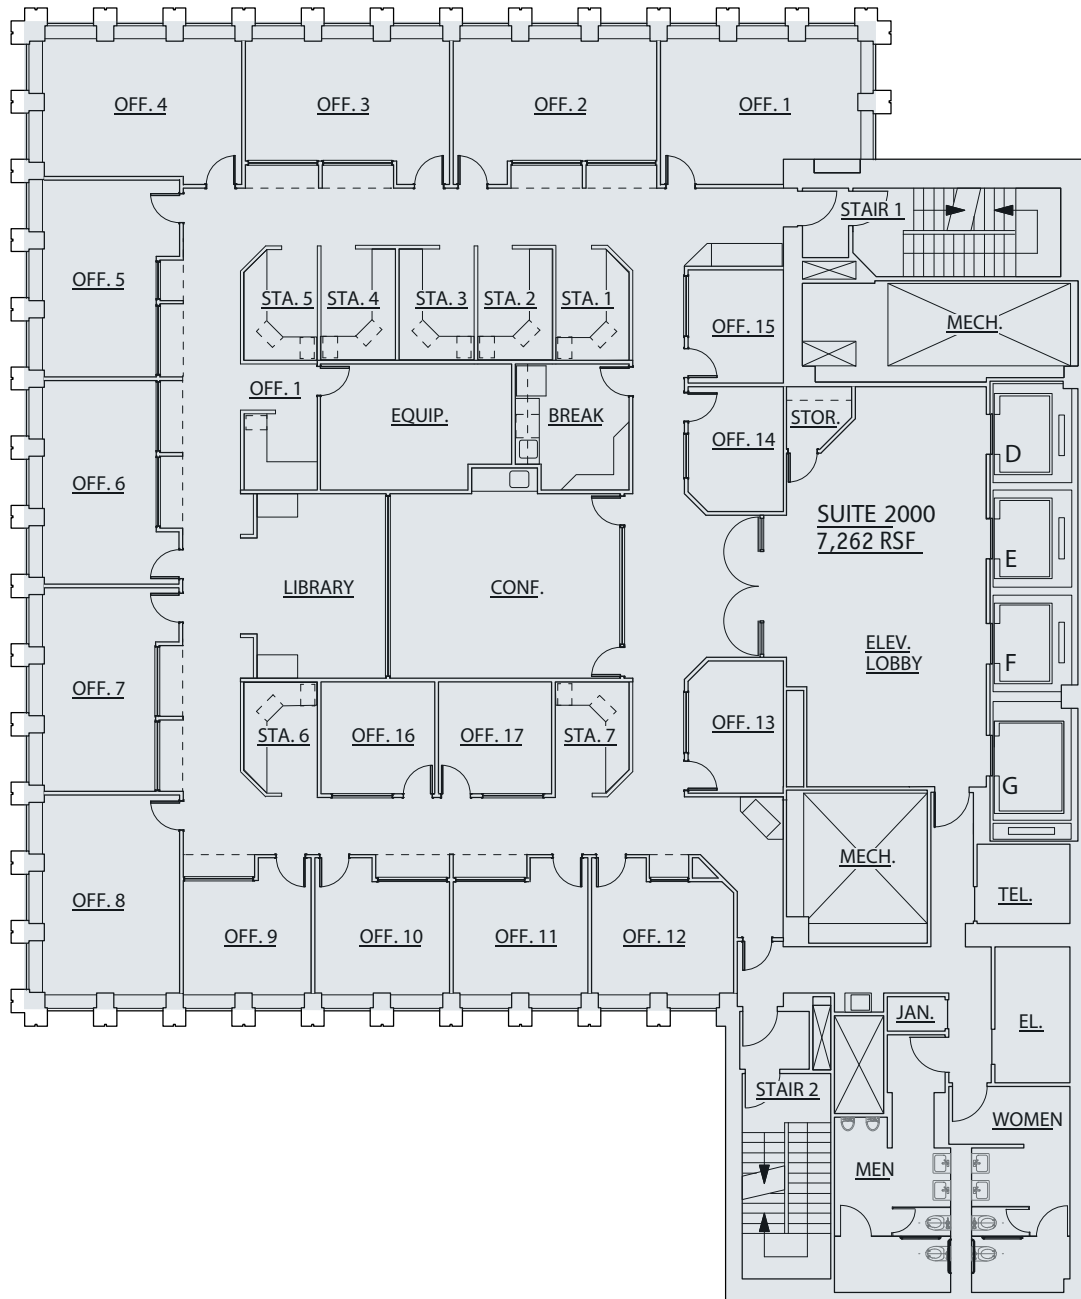 OFF. 4
OFF. 3
OFF. 2
OFF. 1
STAIR 1
OFF. 5
STA. 5
STA. 4
STA. 3
STA. 2
STA. 1
OFF. 15
MECH.
OFF. 1
EQUIP.
BREAK
OFF. 14
STOR.
D
OFF. 6
SUITE 2000
7,262 RSF
E
LIBRARY
CONF.
ELEV.
LOBBY
F
OFF. 7
STA. 6
OFF. 16
OFF. 17
STA. 7
OFF. 13
G
MECH.
OFF. 8
TEL.
OFF. 9
OFF. 10
OFF. 11
OFF. 12
JAN.
EL.
STAIR 2
WOMEN
MEN